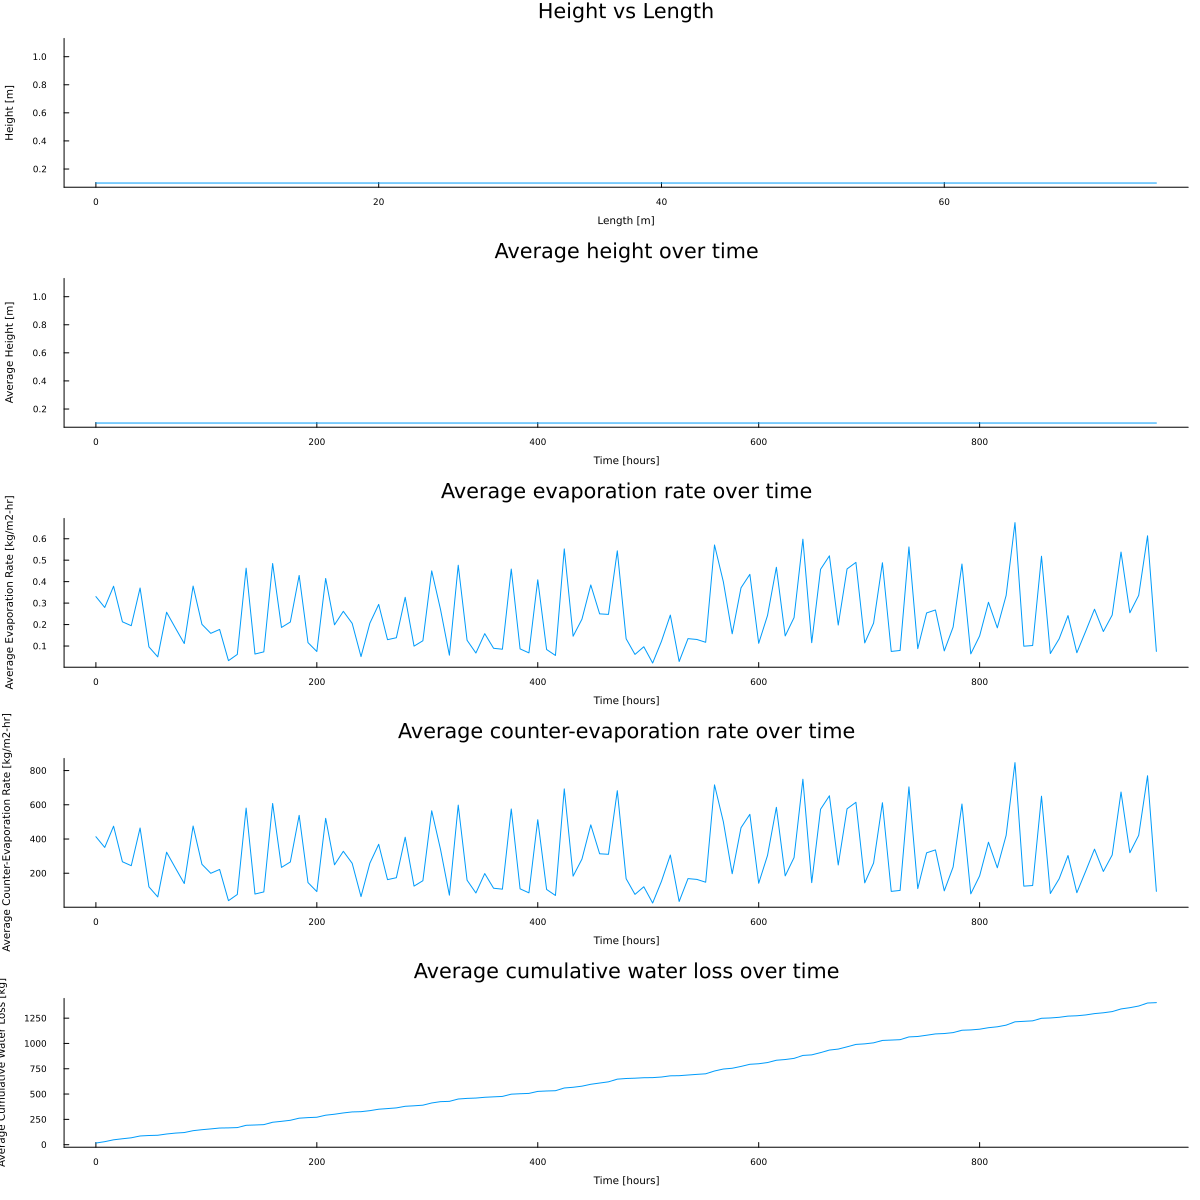 Height vs Length
Height [m]
1.0
0.8
0.6
0.4
0.2
0 20 40 60
Length [m]
Average height over time
Average Height [m]
1.0
0.8
0.6
0.4
0.2
0 200 400 600 800
Time [hours]
Average evaporation rate over time
Average Evaporation Rate [kg/m2-hr]
0.6
0.5
0.4
0.3
0.2
0.1
0 200 400 600 800
Time [hours]
Average counter-evaporation rate over time
Average Counter-Evaporation Rate [kg/m2-hr]
800
600
400
200
0 200 400 600 800
Time [hours]
Average cumulative water loss over time
Average Cumulative Water Loss [kg]
1250
1000
750
500
250
0
0 200 400 600 800
Time [hours]